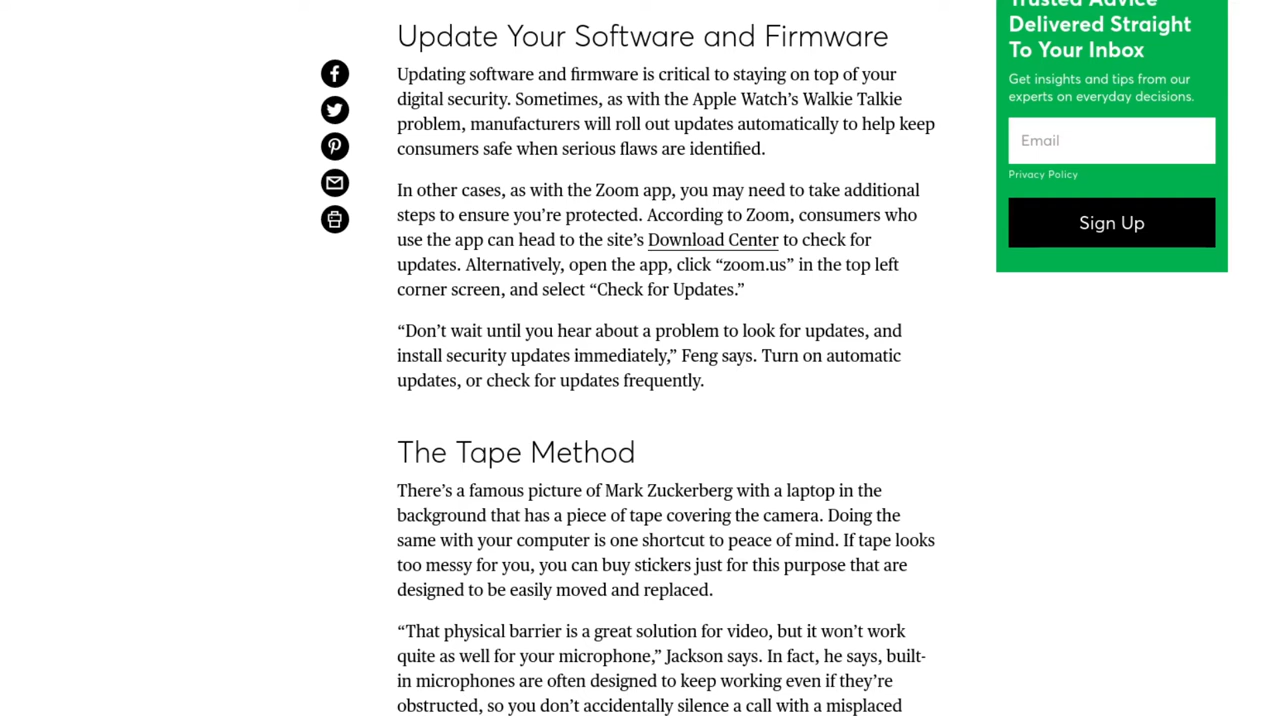 Trusted Advice
Delivered Straight
To Your Inbox
Get insights and tips from our
experts on everyday decisions.
Email
Privacy Policy
Sign Up
Update Your Software and Firmware
Updating software and firmware is critical to staying on top of your
digital security. Sometimes, as with the Apple Watch’s Walkie Talkie
problem, manufacturers will roll out updates automatically to help keep
consumers safe when serious flaws are identified.
In other cases, as with the Zoom app, you may need to take additional
steps to ensure you’re protected. According to Zoom, consumers who
use the app can head to the site’s Download Center to check for
updates. Alternatively, open the app, click “zoom.us” in the top left
corner screen, and select “Check for Updates.”
“Don’t wait until you hear about a problem to look for updates, and
install security updates immediately,” Feng says. Turn on automatic
updates, or check for updates frequently.
The Tape Method
There’s a famous picture of Mark Zuckerberg with a laptop in the
background that has a piece of tape covering the camera. Doing the
same with your computer is one shortcut to peace of mind. If tape looks
too messy for you, you can buy stickers just for this purpose that are
designed to be easily moved and replaced.
“That physical barrier is a great solution for video, but it won’t work
quite as well for your microphone,” Jackson says. In fact, he says, built-
in microphones are often designed to keep working even if they’re
obstructed, so you don’t accidentally silence a call with a misplaced